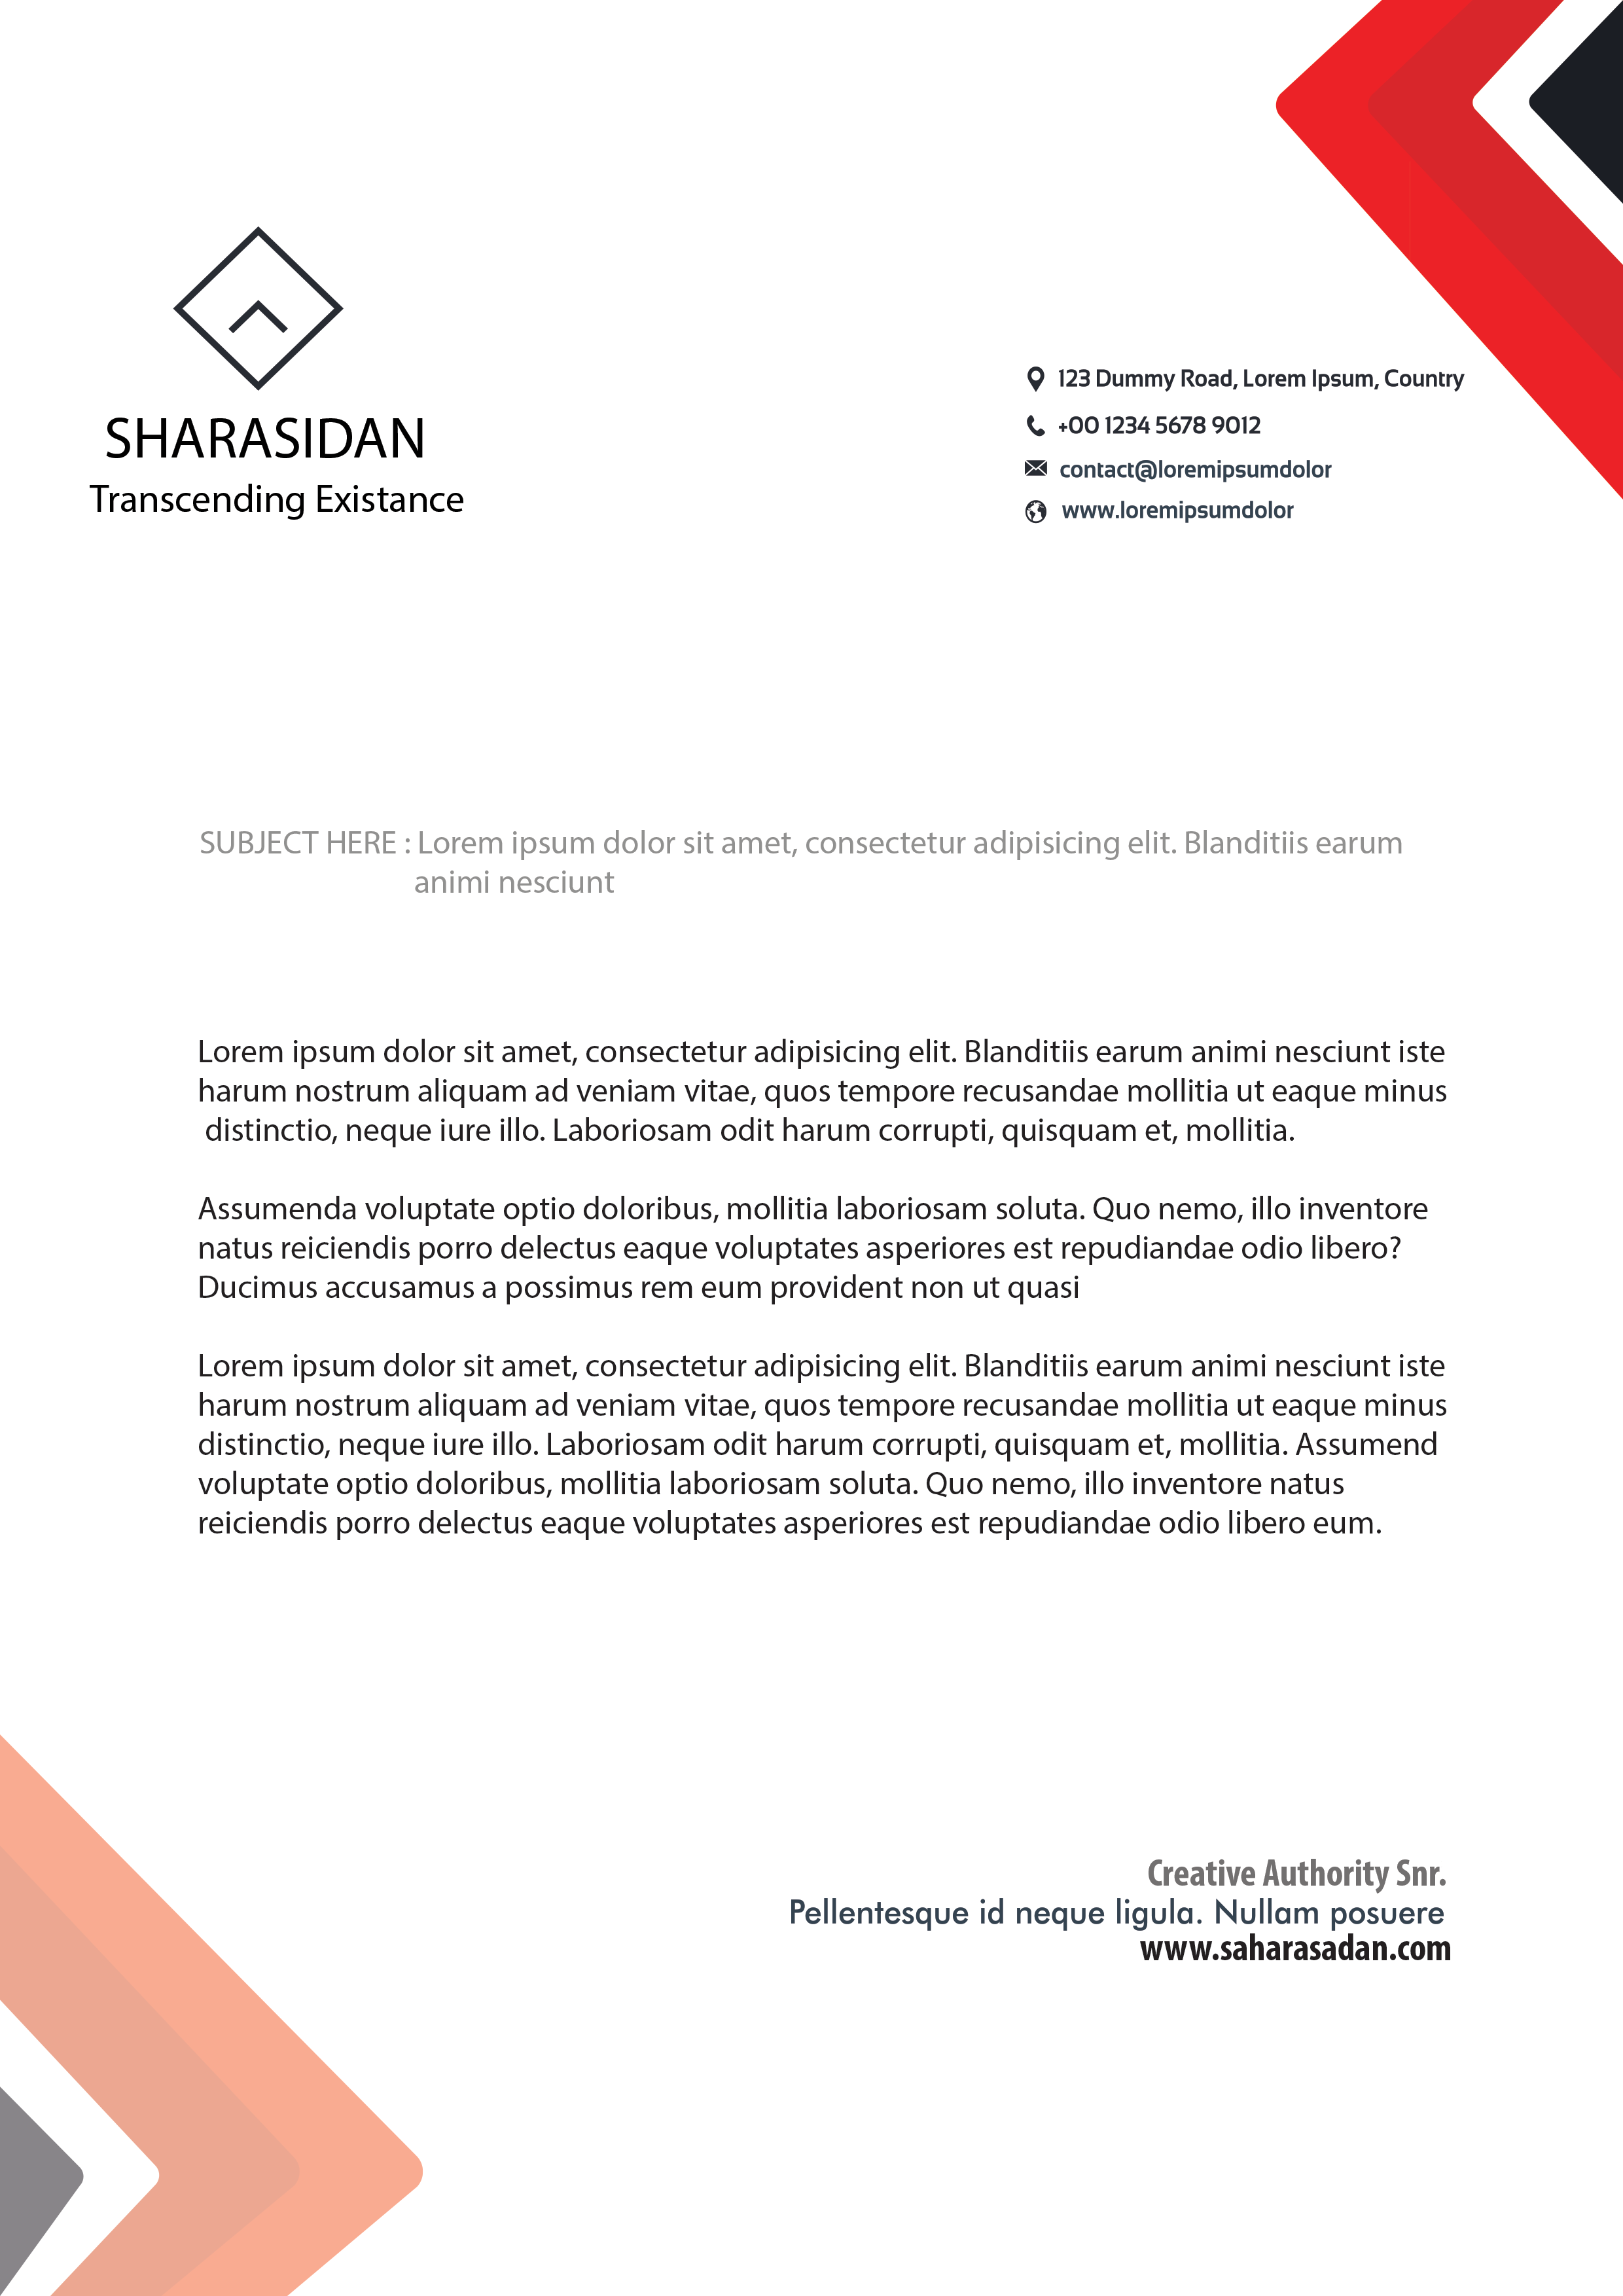 SHARASIDAN
Transcending Existance
123 Dummy Road, Lorem Ipsum, Country
+00 1234 5678 9012
contact@loremipsumdolor
www.loremipsumdolor
SUBJECT HERE : Lorem ipsum dolor sit amet, consectetur adipisicing elit. Blanditiis earum
animi nesciunt
Lorem ipsum dolor sit amet, consectetur adipisicing elit. Blanditiis earum animi nesciunt iste
harum nostrum aliquam ad veniam vitae, quos tempore recusandae mollitia ut eaque minus
distinctio, neque iure illo. Laboriosam odit harum corrupti, quisquam et, mollitia.
Assumenda voluptate optio doloribus, mollitia laboriosam soluta. Quo nemo, illo inventore
natus reiciendis porro delectus eaque voluptates asperiores est repudiandae odio libero?
Ducimus accusamus a possimus rem eum provident non ut quasi
Lorem ipsum dolor sit amet, consectetur adipisicing elit. Blanditiis earum animi nesciunt iste
harum nostrum aliquam ad veniam vitae, quos tempore recusandae mollitia ut eaque minus
distinctio, neque iure illo. Laboriosam odit harum corrupti, quisquam et, mollitia. Assumend
voluptate optio doloribus, mollitia laboriosam soluta. Quo nemo, illo inventore natus
reiciendis porro delectus eaque voluptates asperiores est repudiandae odio libero eum.
Creative Authority Snr.
Pellentesque id neque ligula. Nullam posuere
www.saharasadan.com